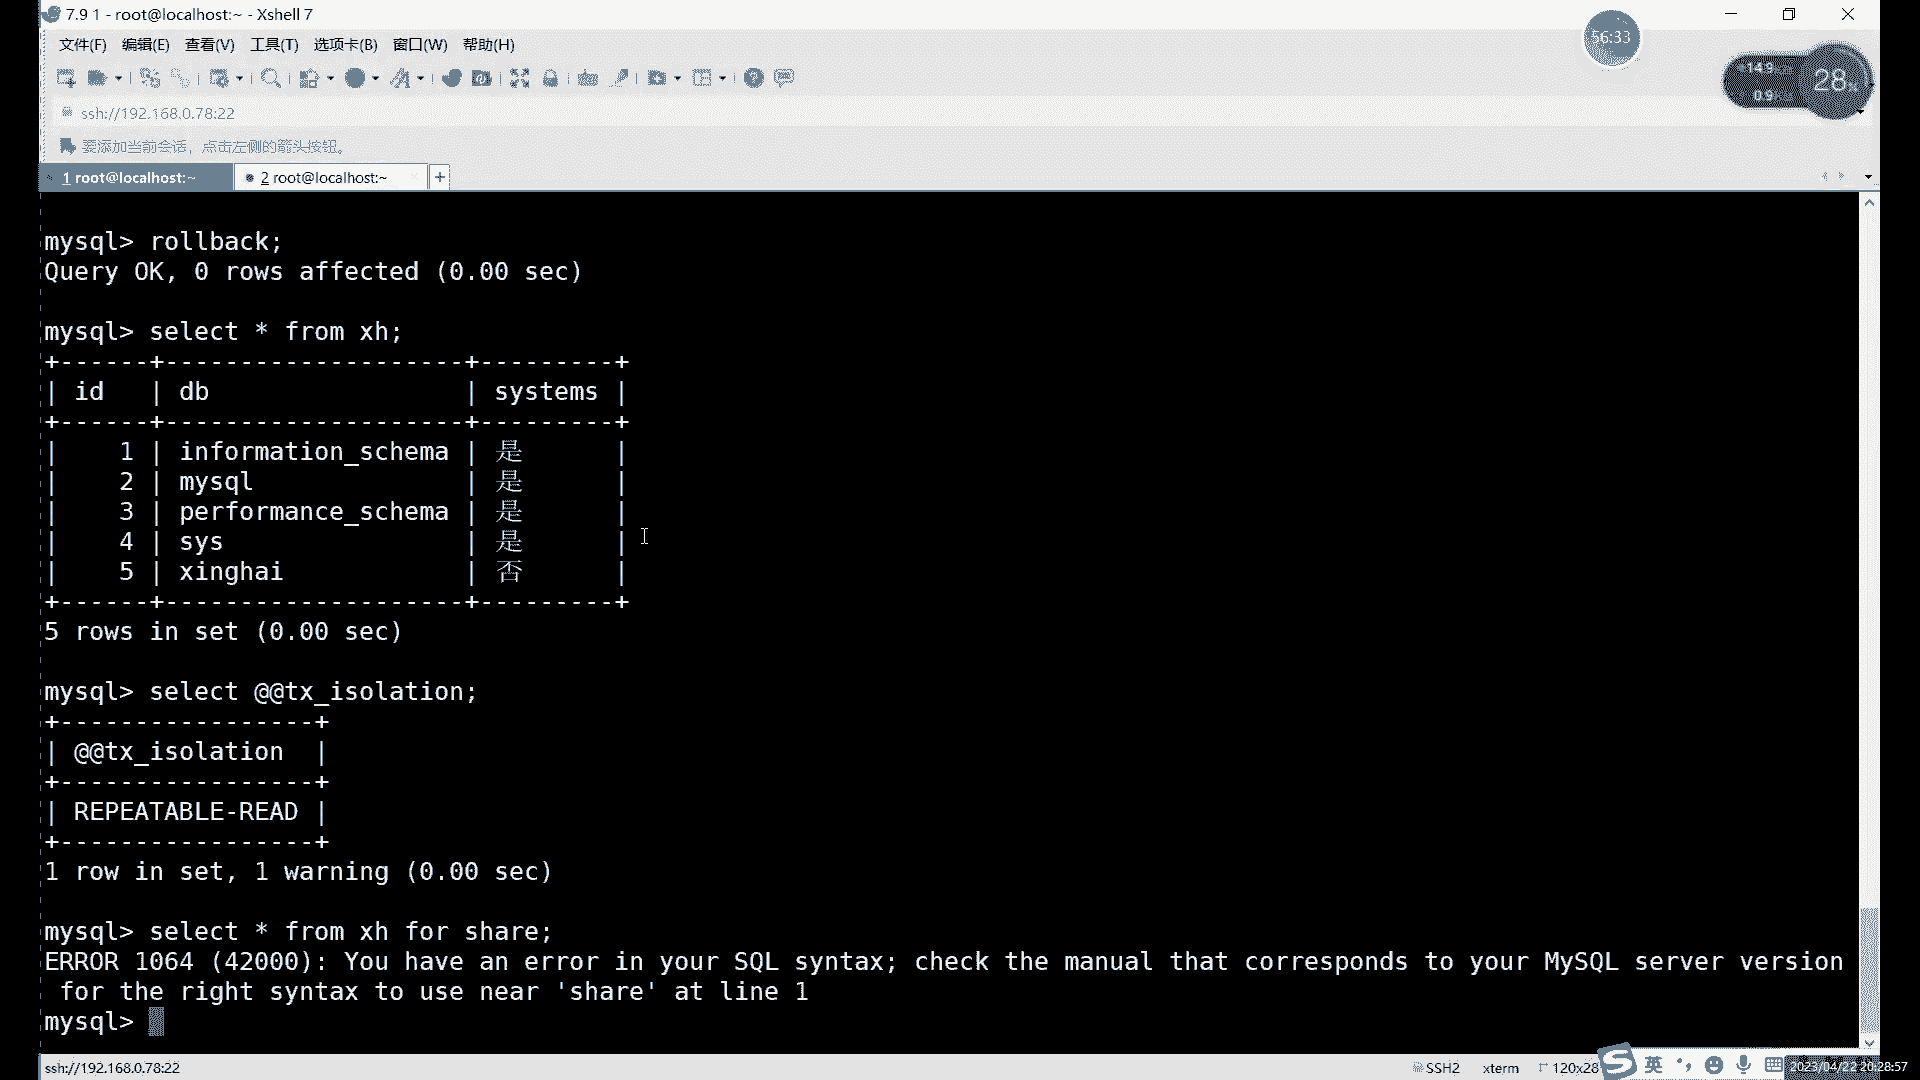 7.9 1 - root@localhost:~ - Xshell 7
56:33
文件(F) 编辑(E) 查看(V) 工具(T) 选项卡(B) 窗口(W) 帮助(H)
14.9
0.9
28%
ssh://192.168.0.78:22
要添加当前会话，点击左侧的箭头按钮。
1 root@localhost:~
2 root@localhost:~ +
mysql> rollback;
Query OK, 0 rows affected (0.00 sec)
mysql> select * from xh;
+------+--------------------+---------+
| id   | db                 | systems |
+------+--------------------+---------+
|    1 | information_schema | 是      |
|    2 | mysql              | 是      |
|    3 | performance_schema | 是      |
|    4 | sys                | 是      |
|    5 | xinghai            | 否      |
+------+--------------------+---------+
5 rows in set (0.00 sec)
mysql> select @@tx_isolation;
+-----------------+
| @@tx_isolation  |
+-----------------+
| REPEATABLE-READ |
+-----------------+
1 row in set, 1 warning (0.00 sec)
mysql> select * from xh for share;
ERROR 1064 (42000): You have an error in your SQL syntax; check the manual that corresponds to your MySQL server version
 for the right syntax to use near 'share' at line 1
mysql>
ssh://192.168.0.78:22 SSH2 xterm 120x28 英 2023/04/22 20:28:57